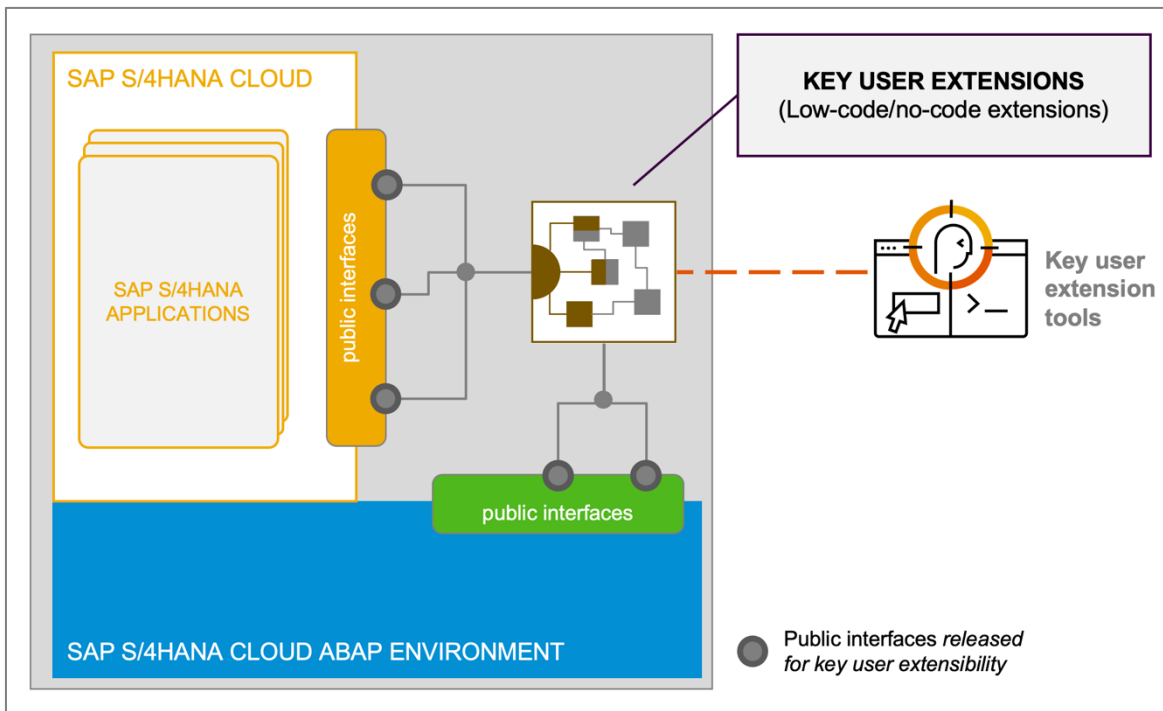 SAP S/4HANA CLOUD
KEY USER EXTENSIONS
(Low-code/no-code extensions)
SAP S/4HANA
APPLICATIONS
public interfaces
Key user
extension
tools
public interfaces
SAP S/4HANA CLOUD ABAP ENVIRONMENT
Public interfaces released
for key user extensibility